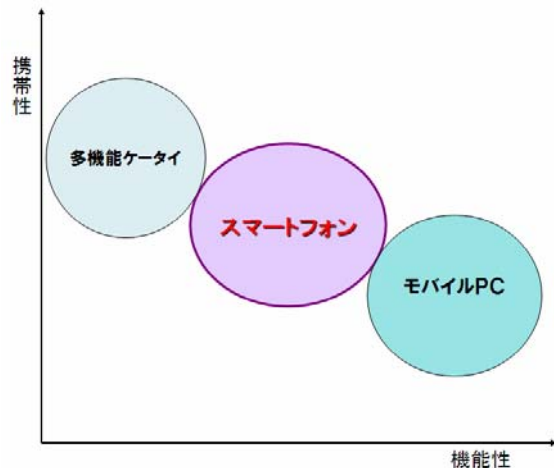 携帯性
多機能ケータイ
スマートフォン
モバイルPC
機能性